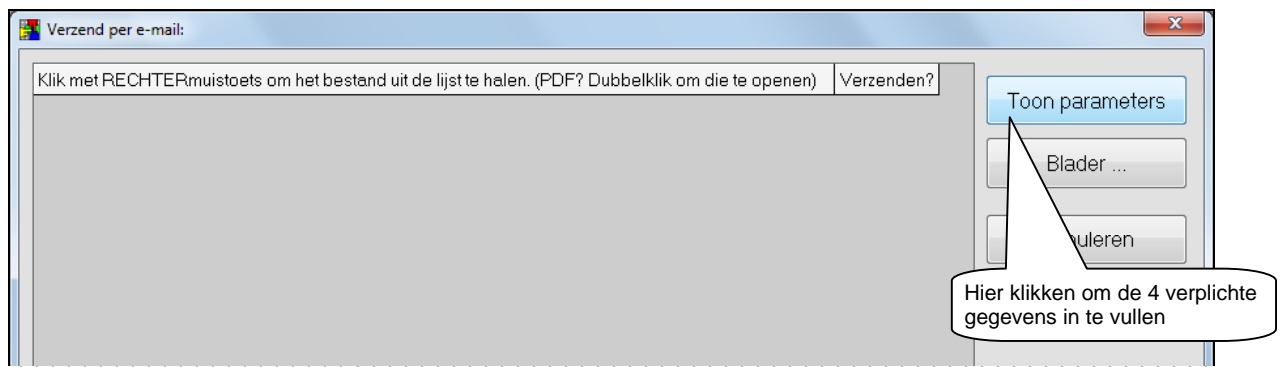 Verzend per e-mail:
Klik met RECHTERmuistoets om het bestand uit de lijst te halen. (PDF? Dubbelklik om die te openen) Verzenden?
Toon parameters
Blader ...
Hier klikken om de 4 verplichte
gegevens in te vullen